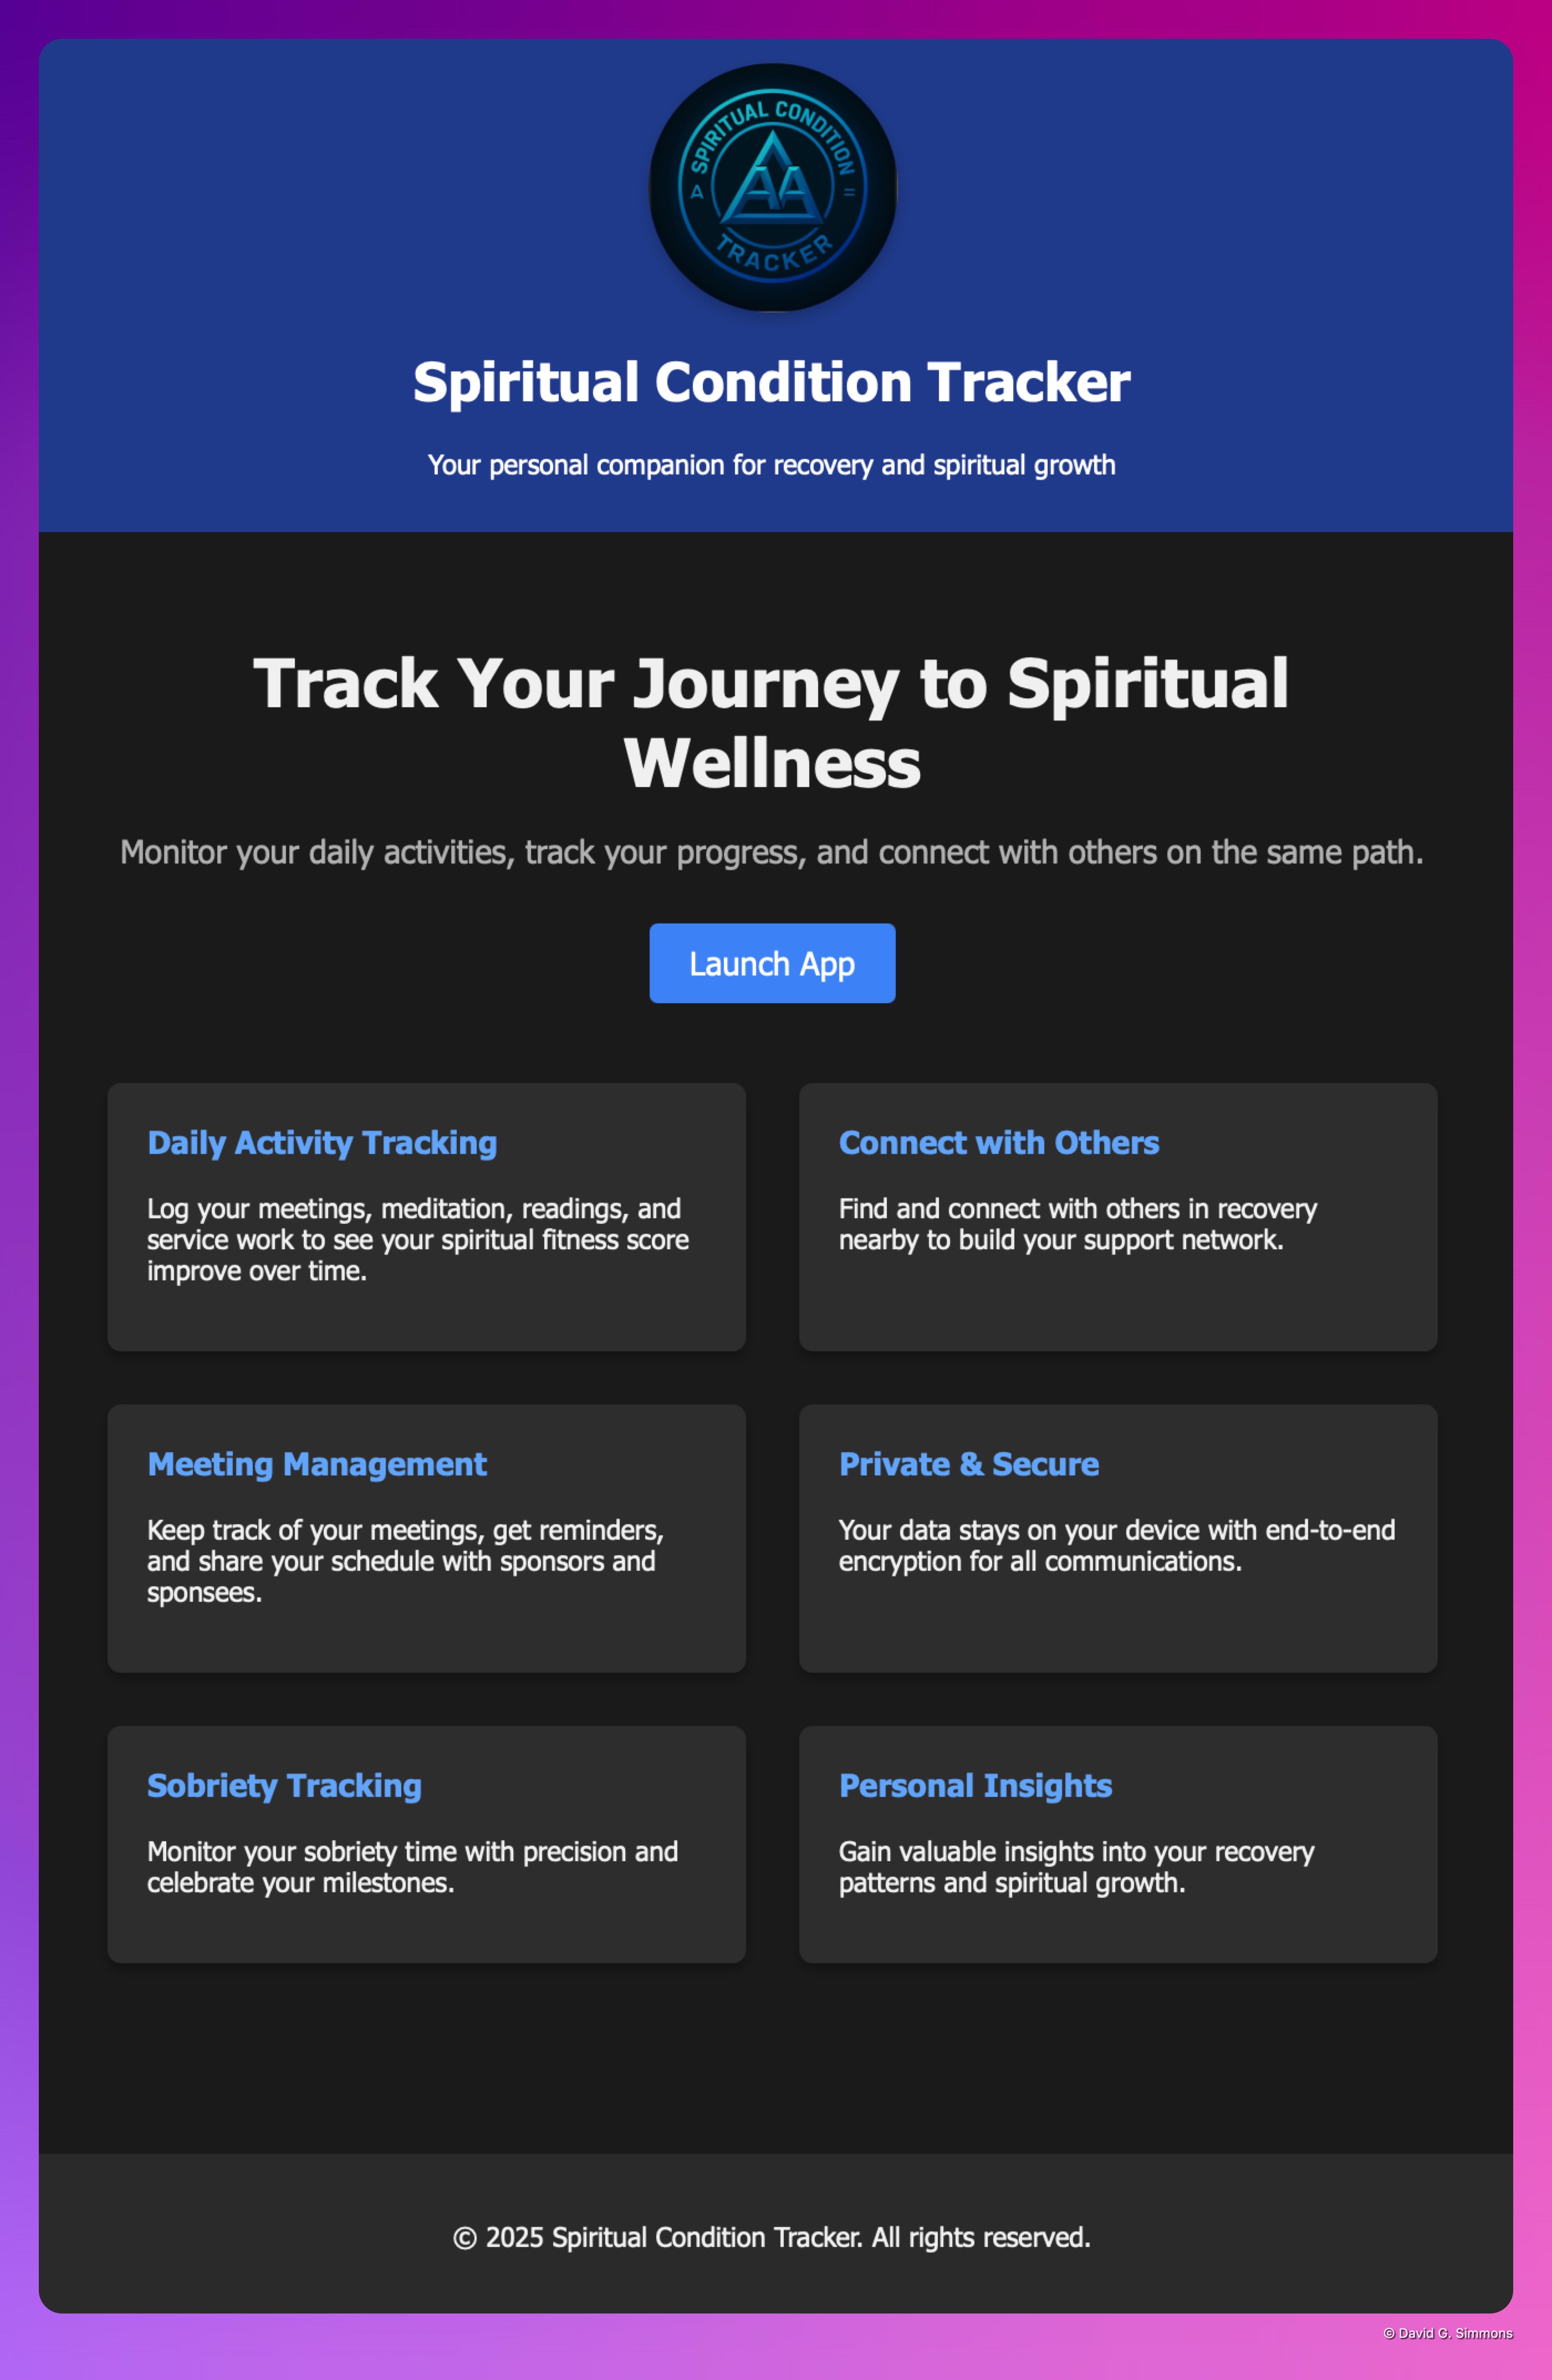 SPIRITUAL CONDITION
A
AA
=
TRACKER
Spiritual Condition Tracker
Your personal companion for recovery and spiritual growth
Track Your Journey to Spiritual
Wellness
Monitor your daily activities, track your progress, and connect with others on the same path.
Launch App
Daily Activity Tracking
Log your meetings, meditation, readings, and
service work to see your spiritual fitness score
improve over time.
Connect with Others
Find and connect with others in recovery
nearby to build your support network.
Meeting Management
Keep track of your meetings, get reminders,
and share your schedule with sponsors and
sponsees.
Private & Secure
Your data stays on your device with end-to-end
encryption for all communications.
Sobriety Tracking
Monitor your sobriety time with precision and
celebrate your milestones.
Personal Insights
Gain valuable insights into your recovery
patterns and spiritual growth.
© 2025 Spiritual Condition Tracker. All rights reserved.
© David G. Simmons